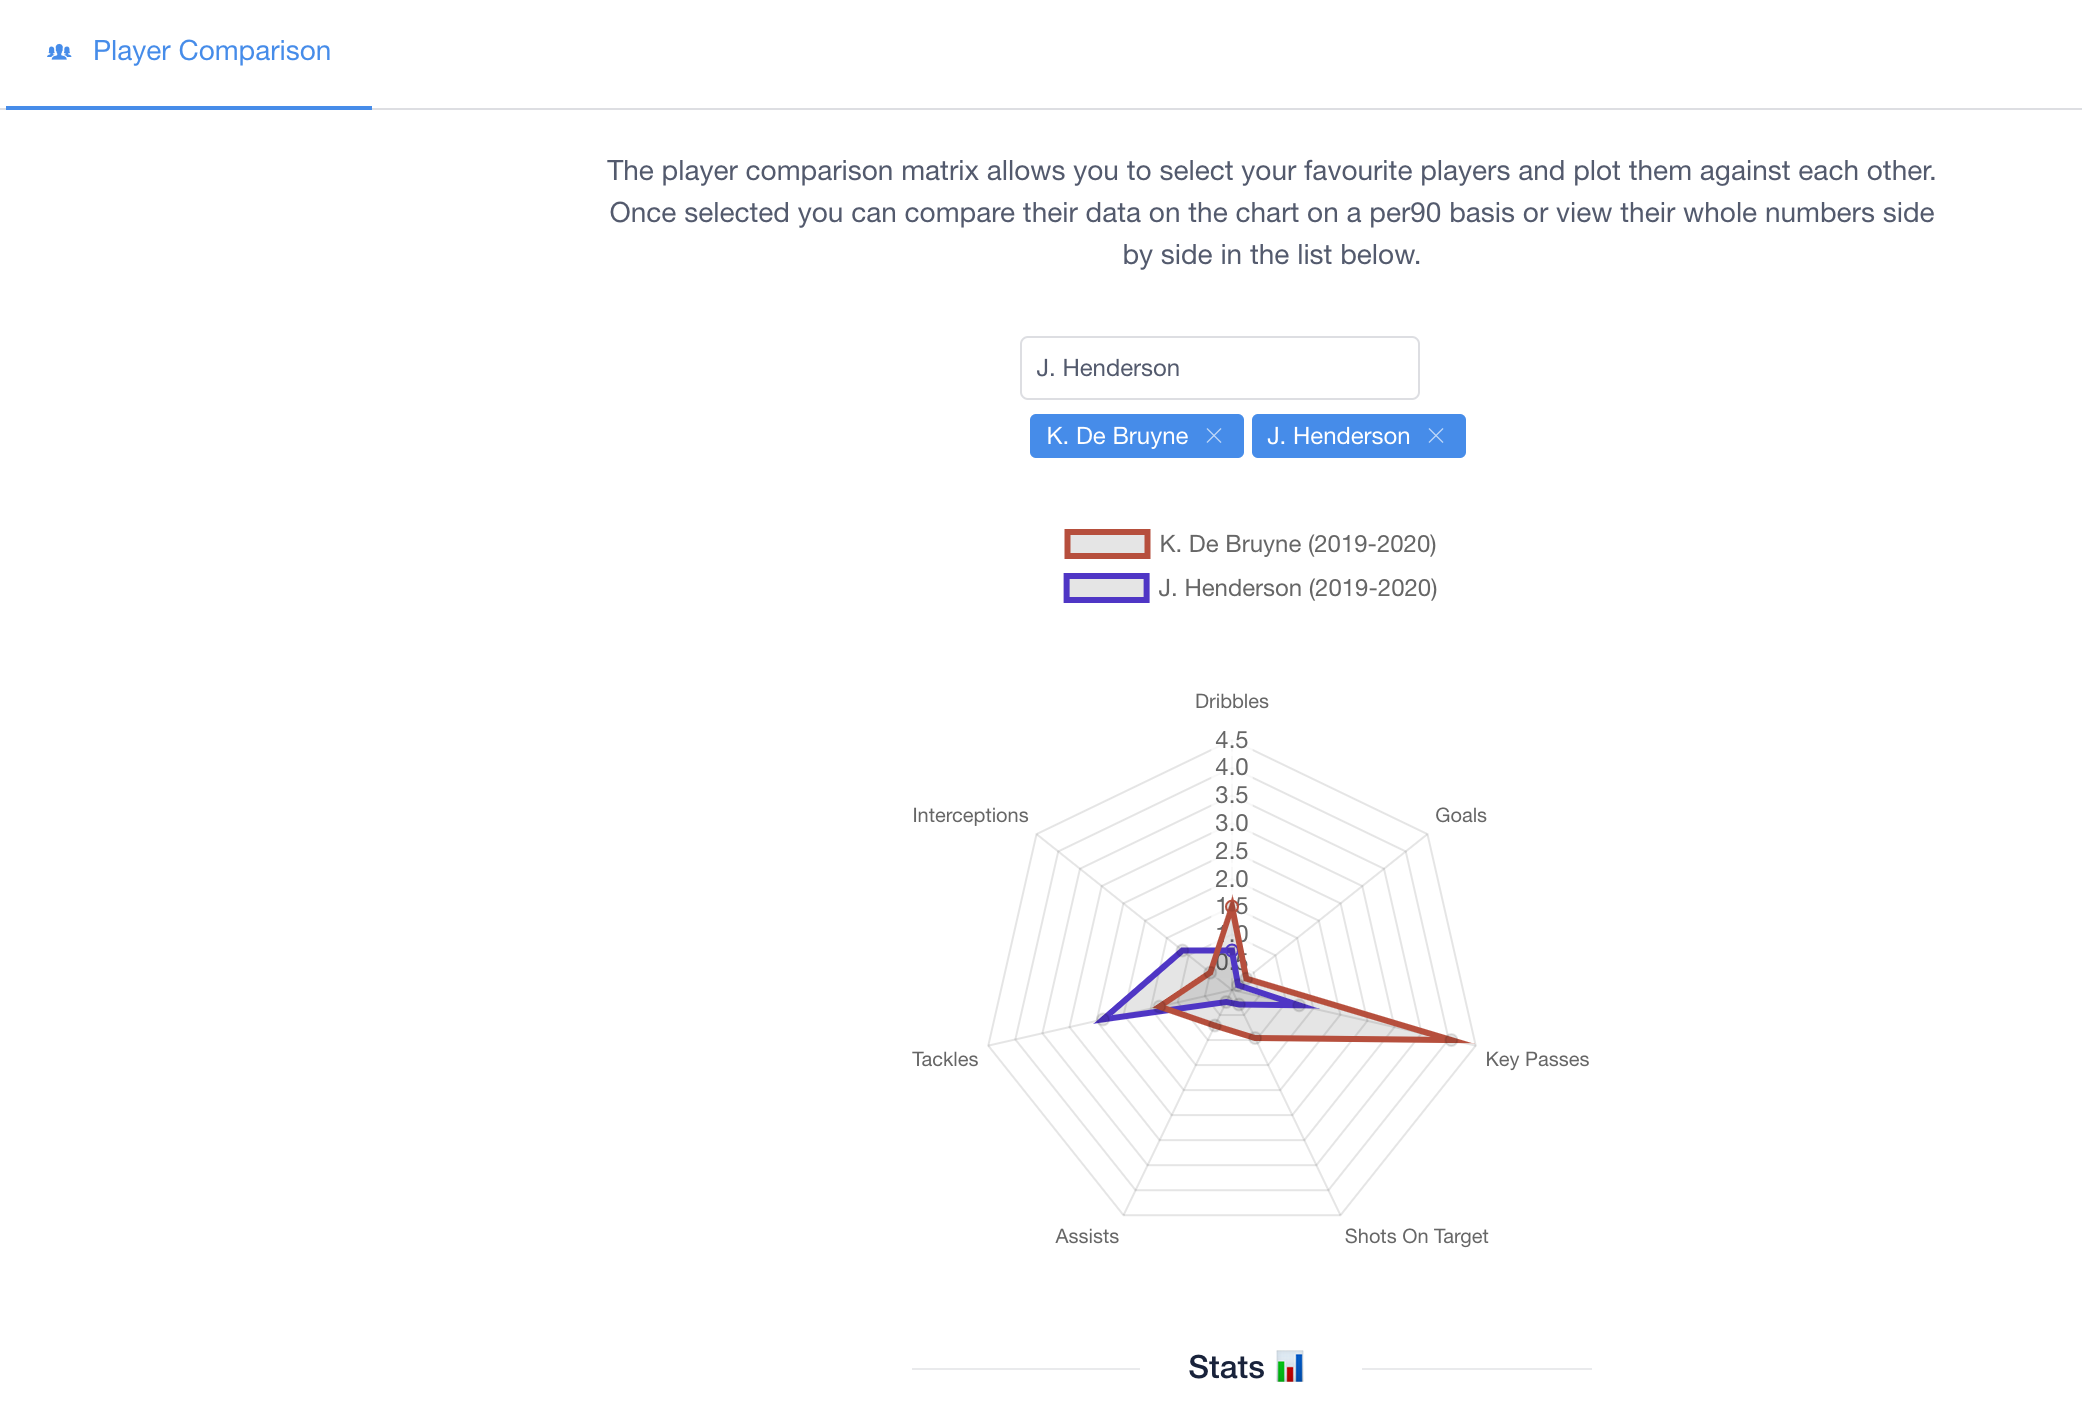 Player Comparison
The player comparison matrix allows you to select your favourite players and plot them against each other.
Once selected you can compare their data on the chart on a per90 basis or view their whole numbers side
by side in the list below.
J. Henderson
K. De Bruyne
J. Henderson
K. De Bruyne (2019-2020)
J. Henderson (2019-2020)
Dribbles
4.5
4.0
3.5
3.0
2.5
2.0
1.5
1.0
0.5
Interceptions
Goals
Tackles
Key Passes
Assists
Shots On Target
Stats